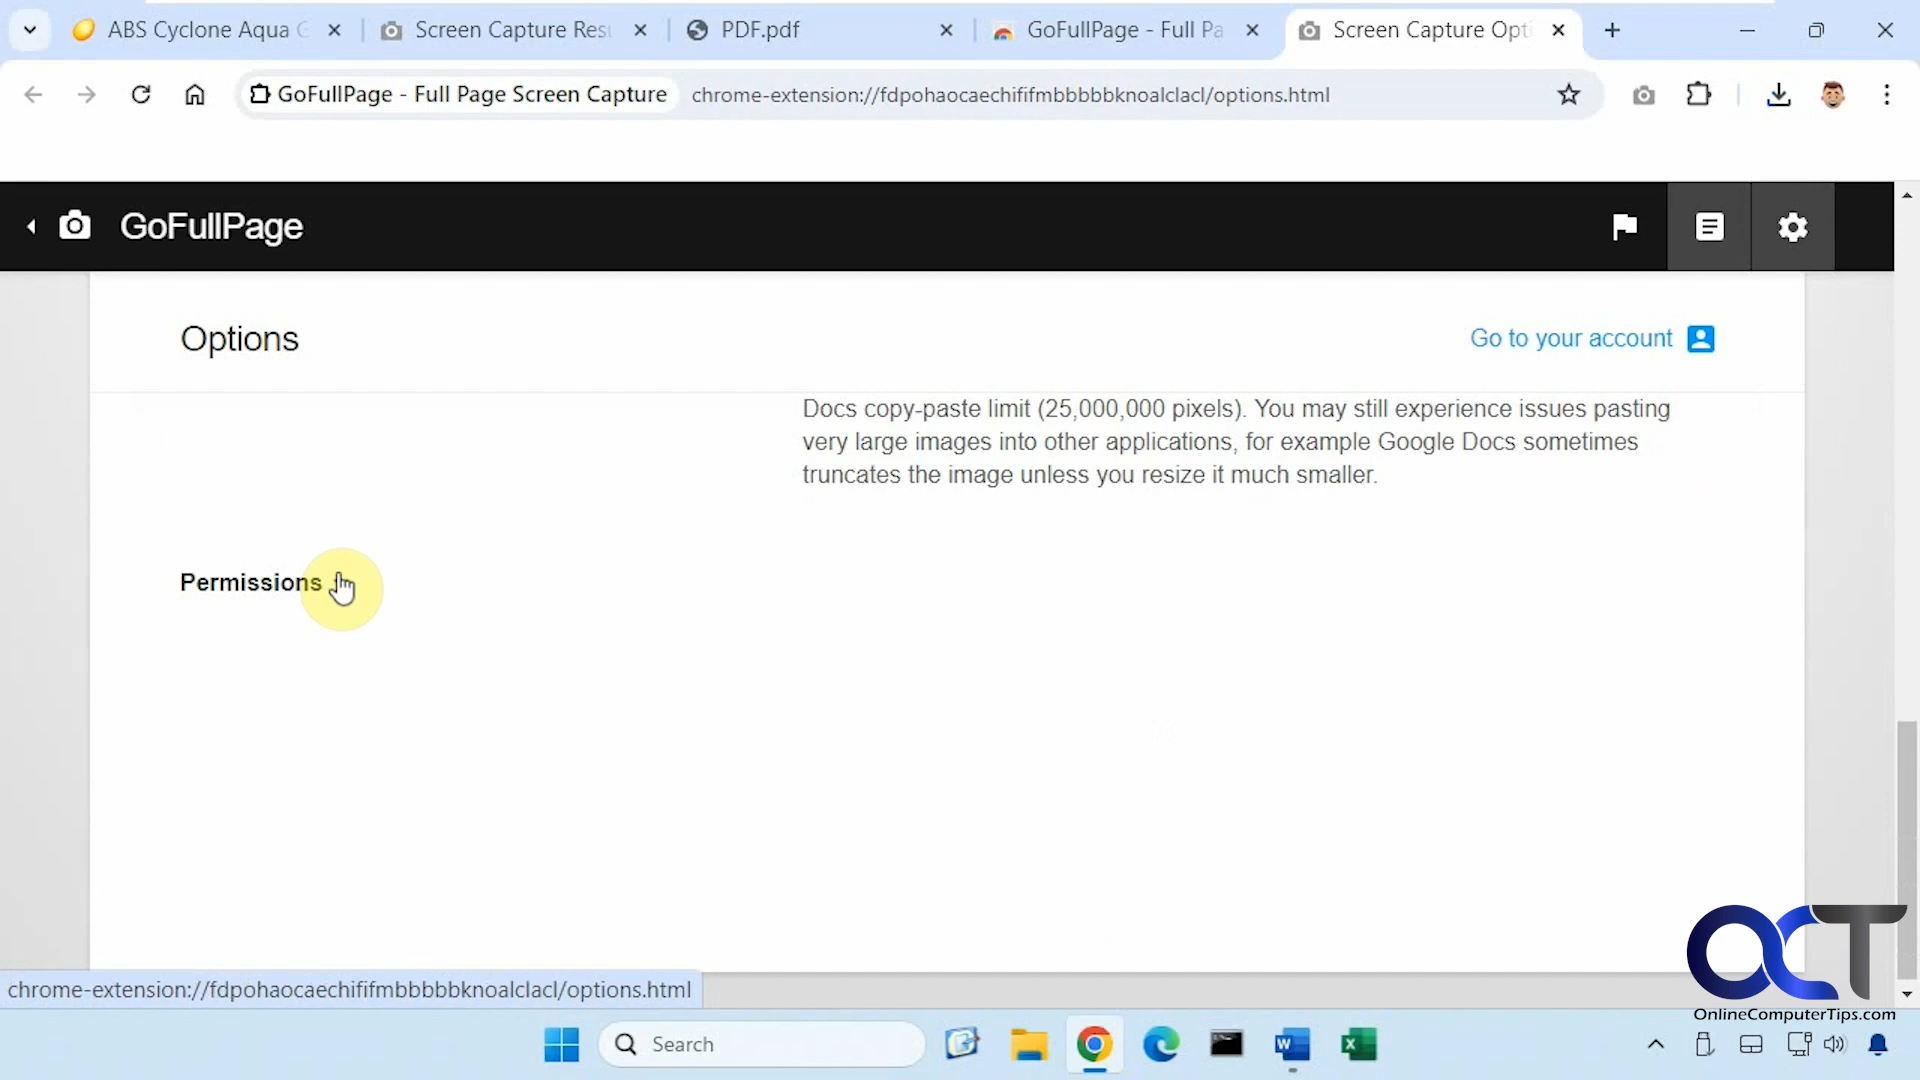 ABS Cyclone Aqua G
Screen Capture Resu
PDF.pdf
GoFullPage - Full Pa
Screen Capture Opti
GoFullPage - Full Page Screen Capture
chrome-extension://fdpohaocaechififmbbbbbknoalclacl/options.html
GoFullPage
Options
Go to your account
Docs copy-paste limit (25,000,000 pixels). You may still experience issues pasting
very large images into other applications, for example Google Docs sometimes
truncates the image unless you resize it much smaller.
Permissions
chrome-extension://fdpohaocaechififmbbbbbknoalclacl/options.html
OCT
OnlineComputerTips.com
Search